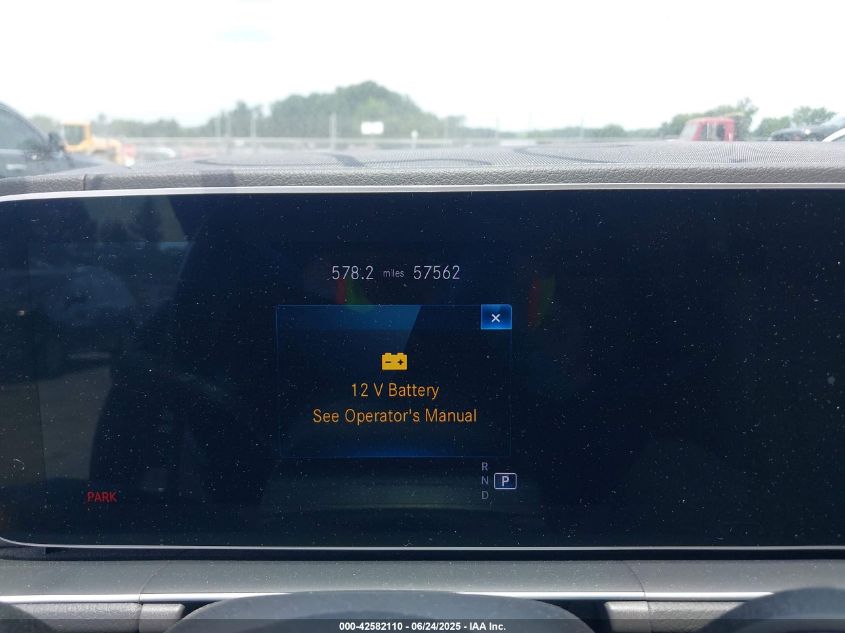 578.2 miles 57562
12 V Battery
See Operator's Manual
R
N P
D
PARK
000-42582110 - 06/24/2025 - IAA Inc.